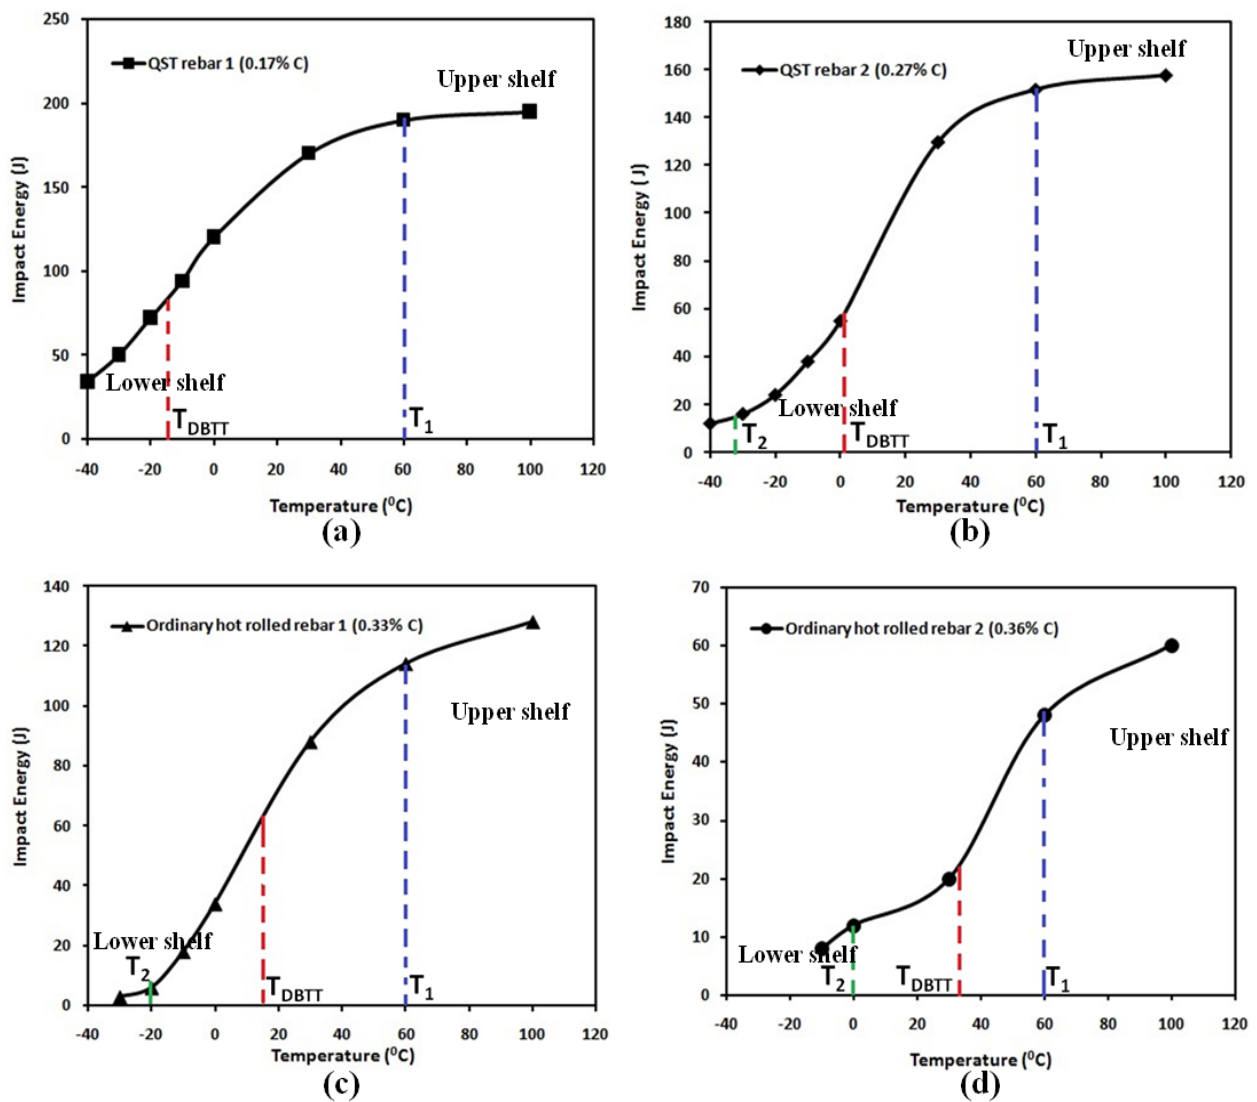 QST rebar 1 (0.17% C)
Upper shelf
Impact Energy (J)
250
200
150
100
50
0
Lower shelf
TDBTT
T1
-40 -20 0 20 40 60 80 100 120
Temperature (⁰C)
(a)
QST rebar 2 (0.27% C)
Upper shelf
Impact Energy (J)
180
160
140
120
100
80
60
40
20
0
Lower shelf
T2
TDBTT
T1
-40 -20 0 20 40 60 80 100 120
Temperature (⁰C)
(b)
Ordinary hot rolled rebar 1 (0.33% C)
Upper shelf
Impact Energy (J)
140
120
100
80
60
40
20
0
Lower shelf
T2
TDBTT
T1
-40 -20 0 20 40 60 80 100 120
Temperature (⁰C)
(c)
Ordinary hot rolled rebar 2 (0.36% C)
Upper shelf
Impact Energy (J)
70
60
50
40
30
20
10
0
Lower shelf
T2
TDBTT
T1
-40 -20 0 20 40 60 80 100 120
Temperature (⁰C)
(d)